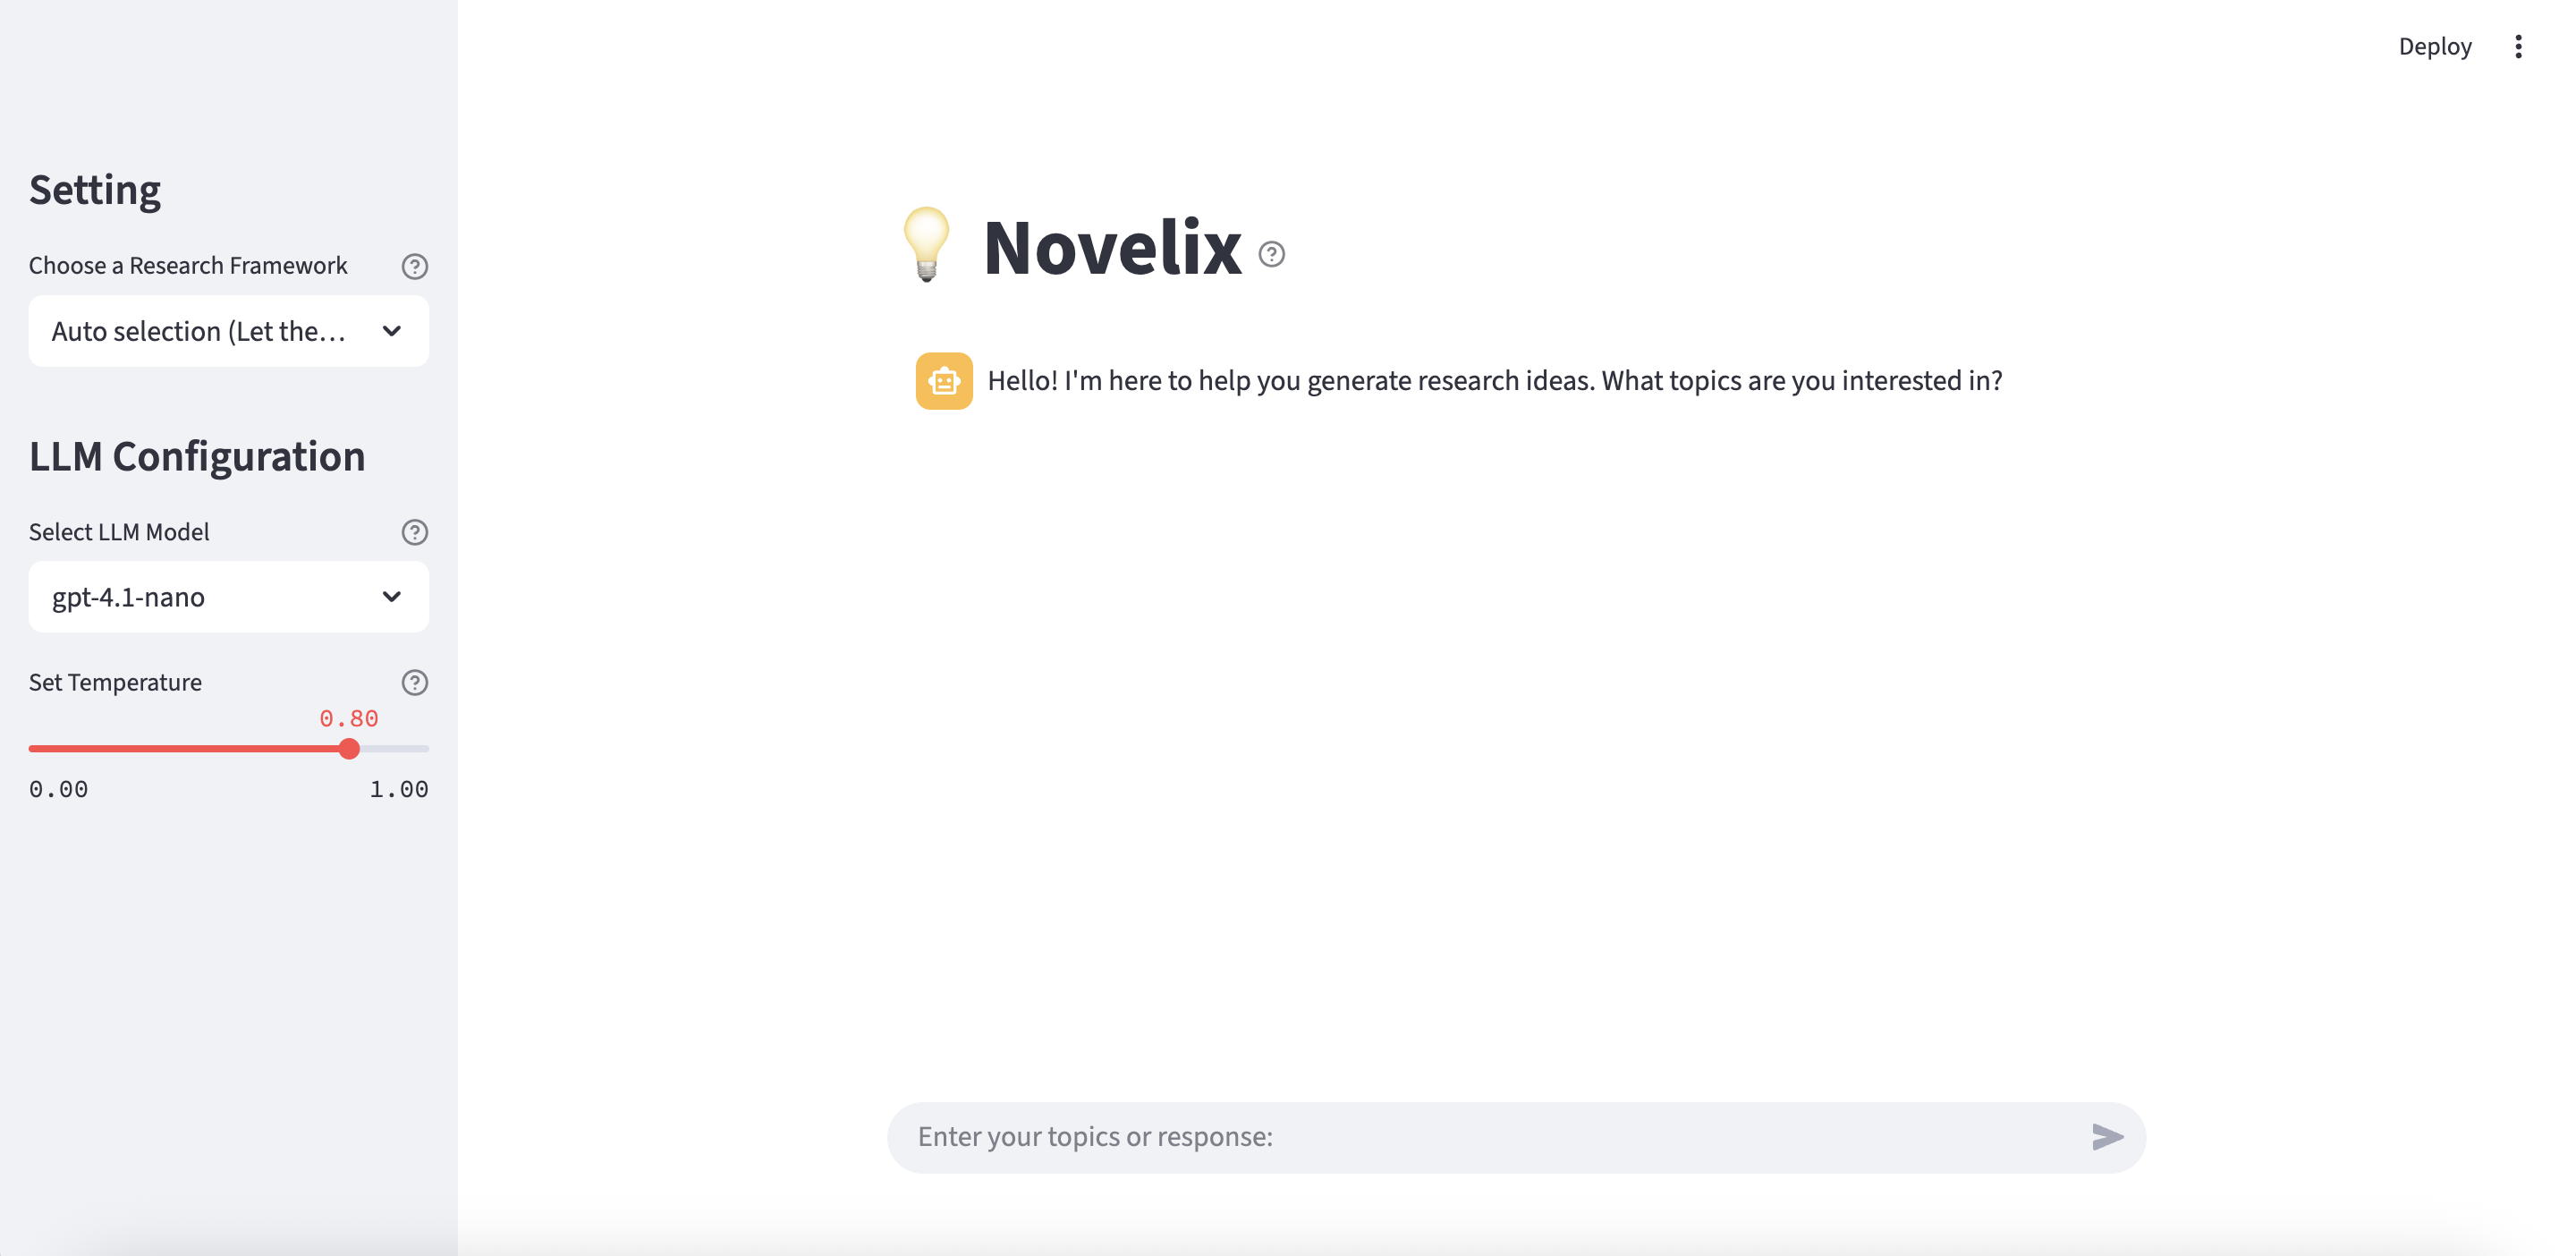 Deploy
Setting
Choose a Research Framework
Auto selection (Let the…
LLM Configuration
Select LLM Model
gpt-4.1-nano
Set Temperature
0.80
0.00 1.00
Novelix
Hello! I'm here to help you generate research ideas. What topics are you interested in?
Enter your topics or response: